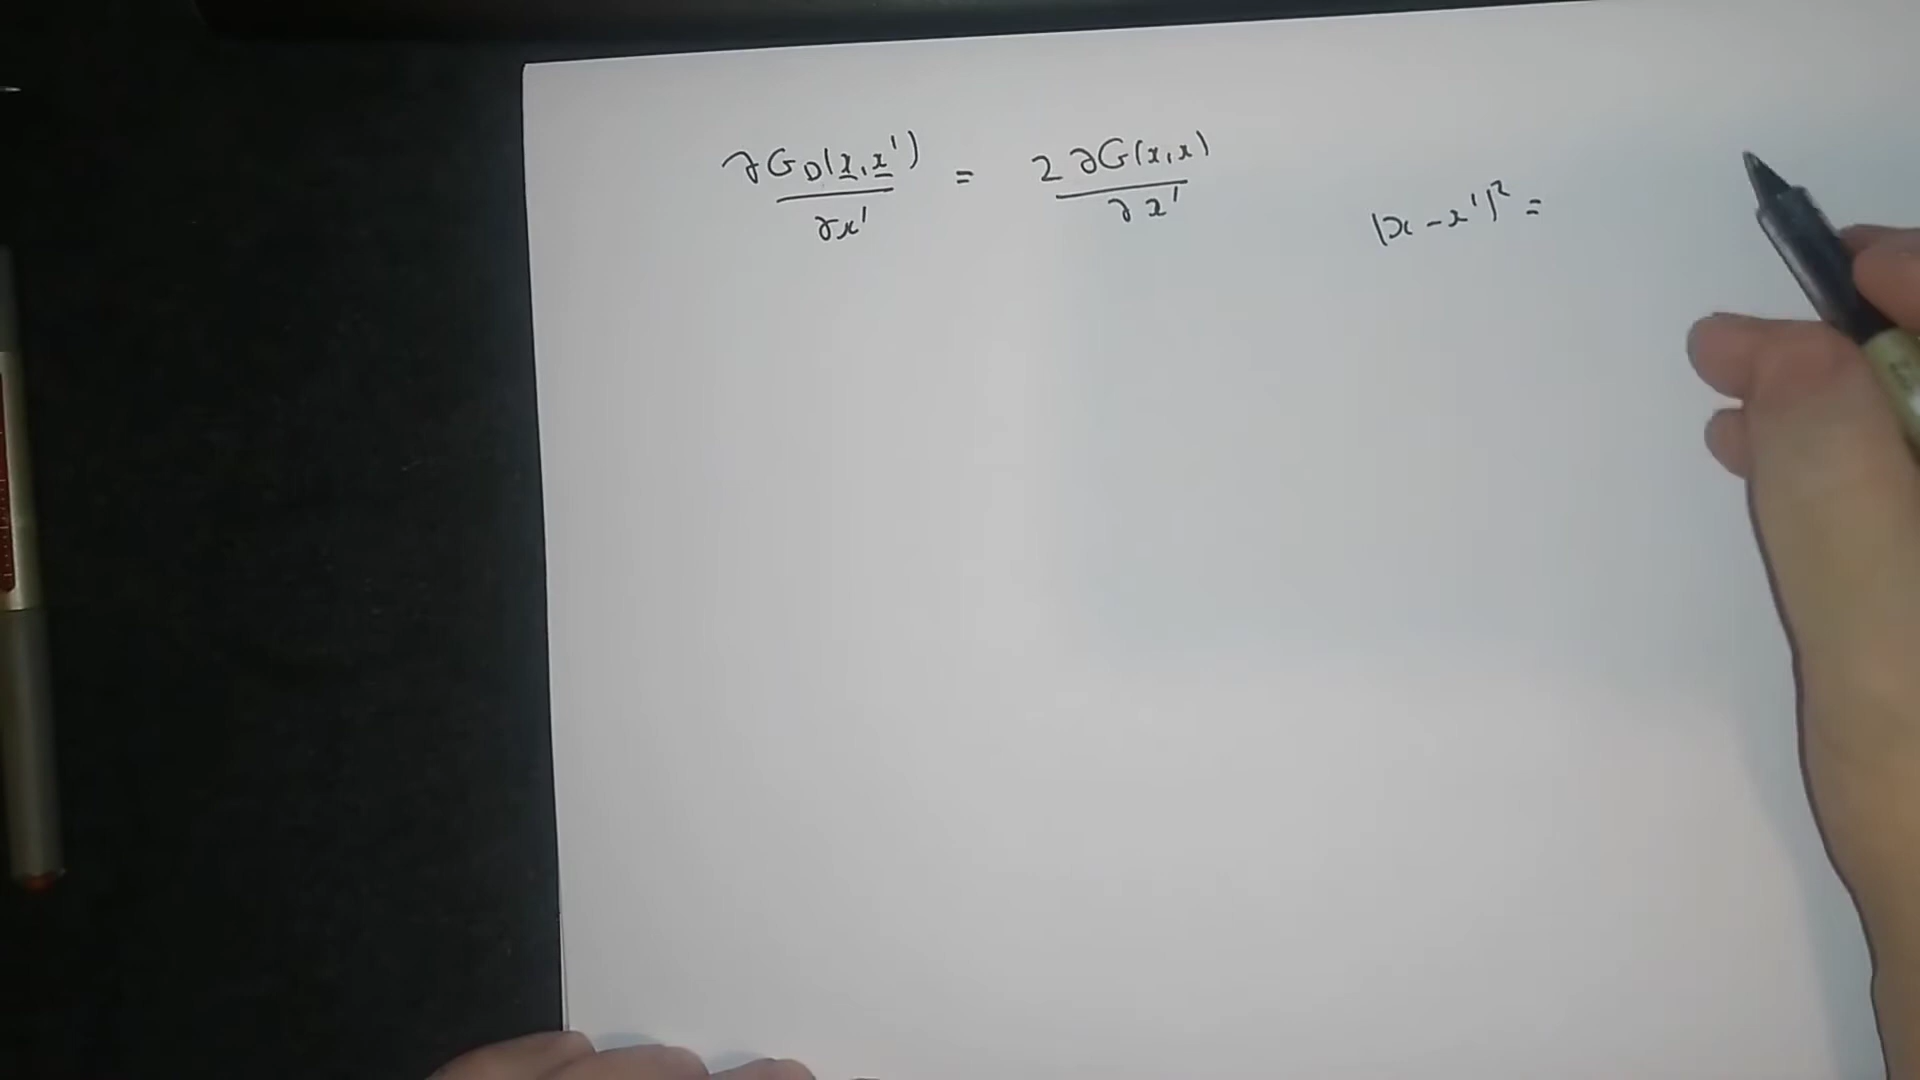 ∂G_D(x̲, x̲') / ∂x' = 2 ∂G(x, x) / ∂x'
|x - x'|² =